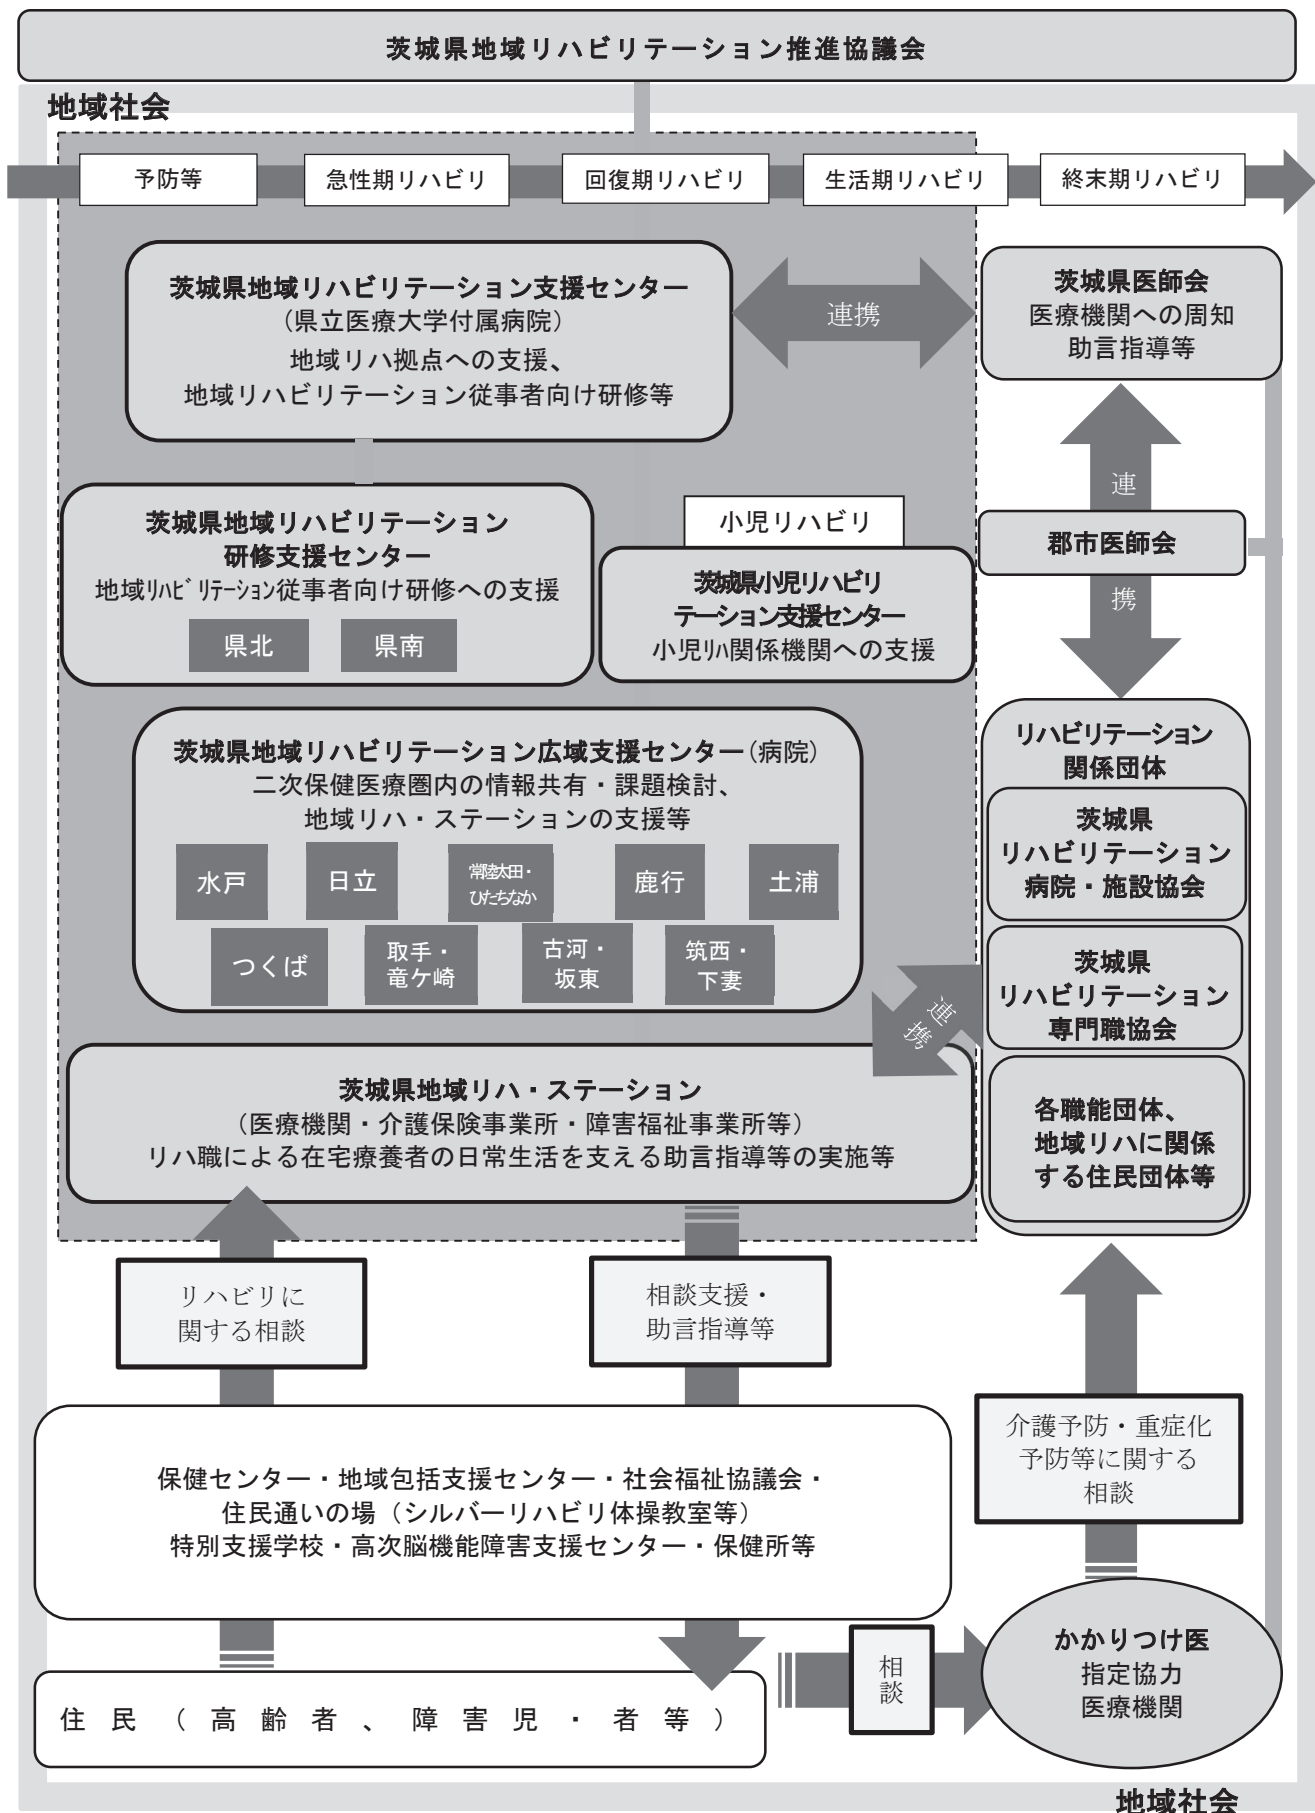 茨城県地域リハビリテーション推進協議会
地域社会
予防等
急性期リハビリ
回復期リハビリ
生活期リハビリ
終末期リハビリ
茨城県地域リハビリテーション支援センター
（県立医療大学付属病院）
地域リハ拠点への支援、
地域リハビリテーション従事者向け研修等
連携
茨城県医師会
医療機関への周知
助言指導等
連
郡市医師会
携
茨城県地域リハビリテーション
研修支援センター
地域ﾘﾊﾋﾞﾘﾃｰｼｮﾝ従事者向け研修への支援
県北
県南
小児リハビリ
茨城県小児リハビリ
テーション支援センター
小児ﾘﾊ関係機関への支援
茨城県地域リハビリテーション広域支援センター（病院）
二次保健医療圏内の情報共有・課題検討、
地域リハ・ステーションの支援等
水戸
日立
常陸太田・
ひたちなか
鹿行
土浦
つくば
取手・
竜ケ崎
古河・
坂東
筑西・
下妻
リハビリテーション
関係団体
茨城県
リハビリテーション
病院・施設協会
茨城県
リハビリテーション
専門職協会
各職能団体、
地域リハに関係
する住民団体等
連携
茨城県地域リハ・ステーション
（医療機関・介護保険事業所・障害福祉事業所等）
リハ職による在宅療養者の日常生活を支える助言指導等の実施等
リハビリに
関する相談
相談支援・
助言指導等
介護予防・重症化
予防等に関する
相談
保健センター・地域包括支援センター・社会福祉協議会・
住民通いの場（シルバーリハビリ体操教室等）
特別支援学校・高次脳機能障害支援センター・保健所等
住民（高齢者、障害児・者等）
相談
かかりつけ医
指定協力
医療機関
地域社会